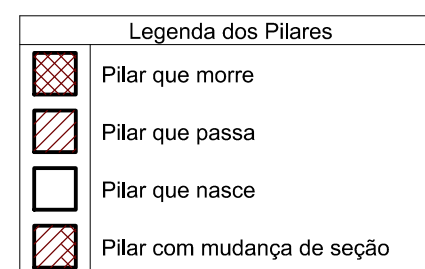 Legenda dos Pilares
Pilar que morre
Pilar que passa
Pilar que nasce
Pilar com mudança de seção